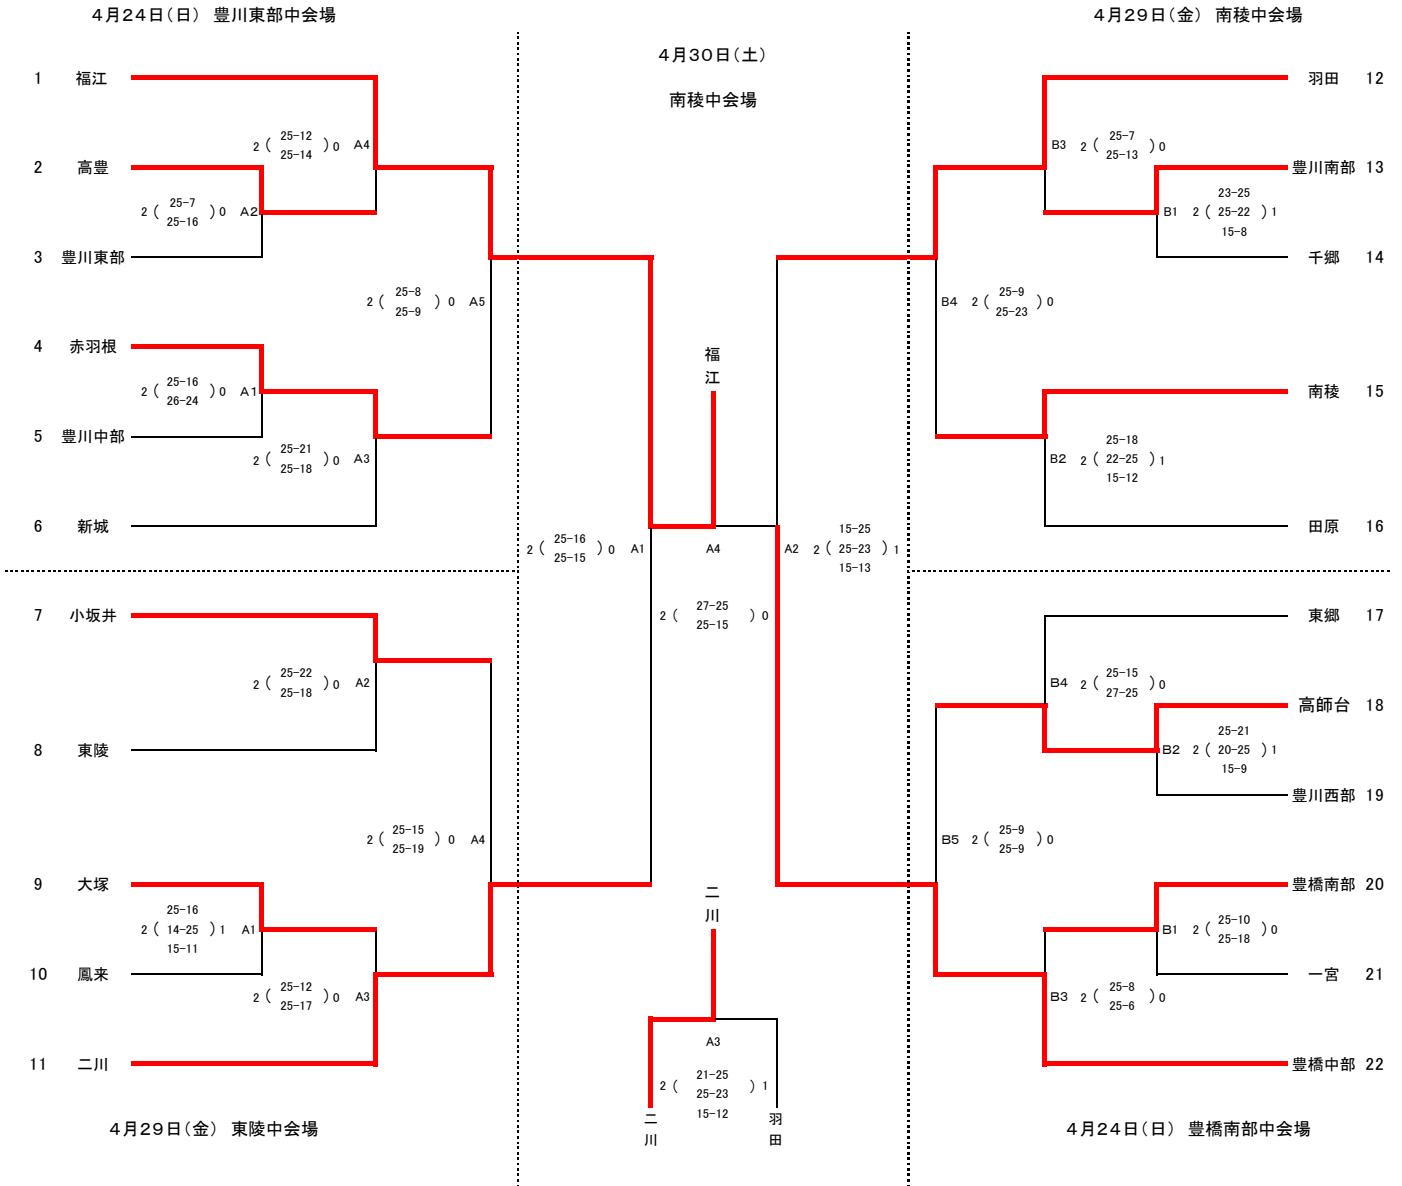 4月24日(日) 豊川東部中会場
4月29日(金) 南稜中会場
4月30日(土)
南稜中会場
1 福江
2 (25-12 25-14)0 A4
2 高豊
2 (25-7 25-16)0 A2
3 豊川東部
2 (25-8 25-9)0 A5
4 赤羽根
2 (25-16 26-24)0 A1
5 豊川中部
2 (25-21 25-18)0 A3
6 新城
7 小坂井
2 (25-22 25-18)0 A2
8 東陵
2 (25-15 25-19)0 A4
9 大塚
2 (25-16 14-25 15-11)1 A1
10 鳳来
2 (25-12 25-17)0 A3
11 二川
4月29日(金) 東陵中会場
2 (25-16 25-15)0 A1
福江
A4
2 (27-25 25-15)0
A2 2 (15-25 25-23 15-13)1
二川
A3
2 (21-25 25-23 15-12)1
二川
羽田
羽田 12
B3 2 (25-7 25-13)0
豊川南部 13
B1 2 (23-25 25-22 15-8)1
千郷 14
B4 2 (25-9 25-23)0
南稜 15
B2 2 (25-18 22-25 15-12)1
田原 16
東郷 17
B4 2 (25-15 27-25)0
高師台 18
B2 2 (25-21 20-25 15-9)1
豊川西部 19
B5 2 (25-9 25-9)0
豊橋南部 20
B1 2 (25-10 25-18)0
一宮 21
B3 2 (25-8 25-6)0
豊橋中部 22
4月24日(日) 豊橋南部中会場